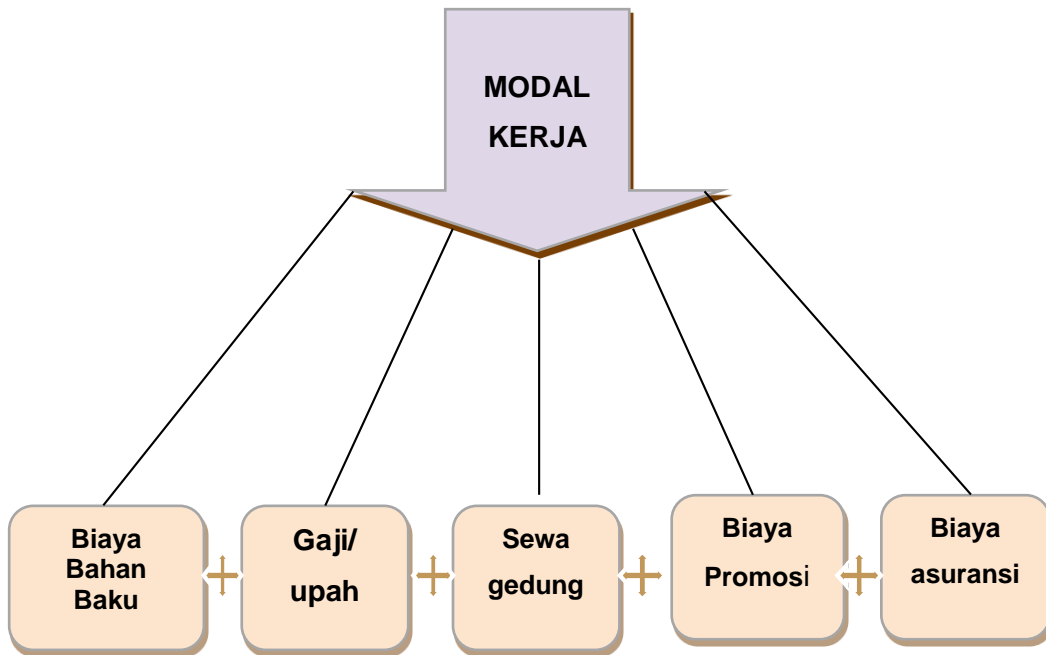 MODAL
KERJA
Biaya
Bahan
Baku
Gaji/
upah
Sewa
gedung
Biaya
Promosi
Biaya
asuransi